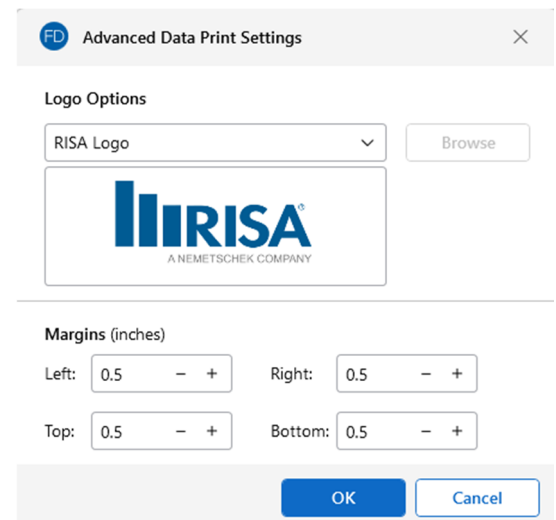 FD Advanced Data Print Settings
Logo Options
RISA Logo
Browse
RISA®
A NEMETSCHEK COMPANY
Margins (inches)
Left: 0.5 − + Right: 0.5 − +
Top: 0.5 − + Bottom: 0.5 − +
OK Cancel